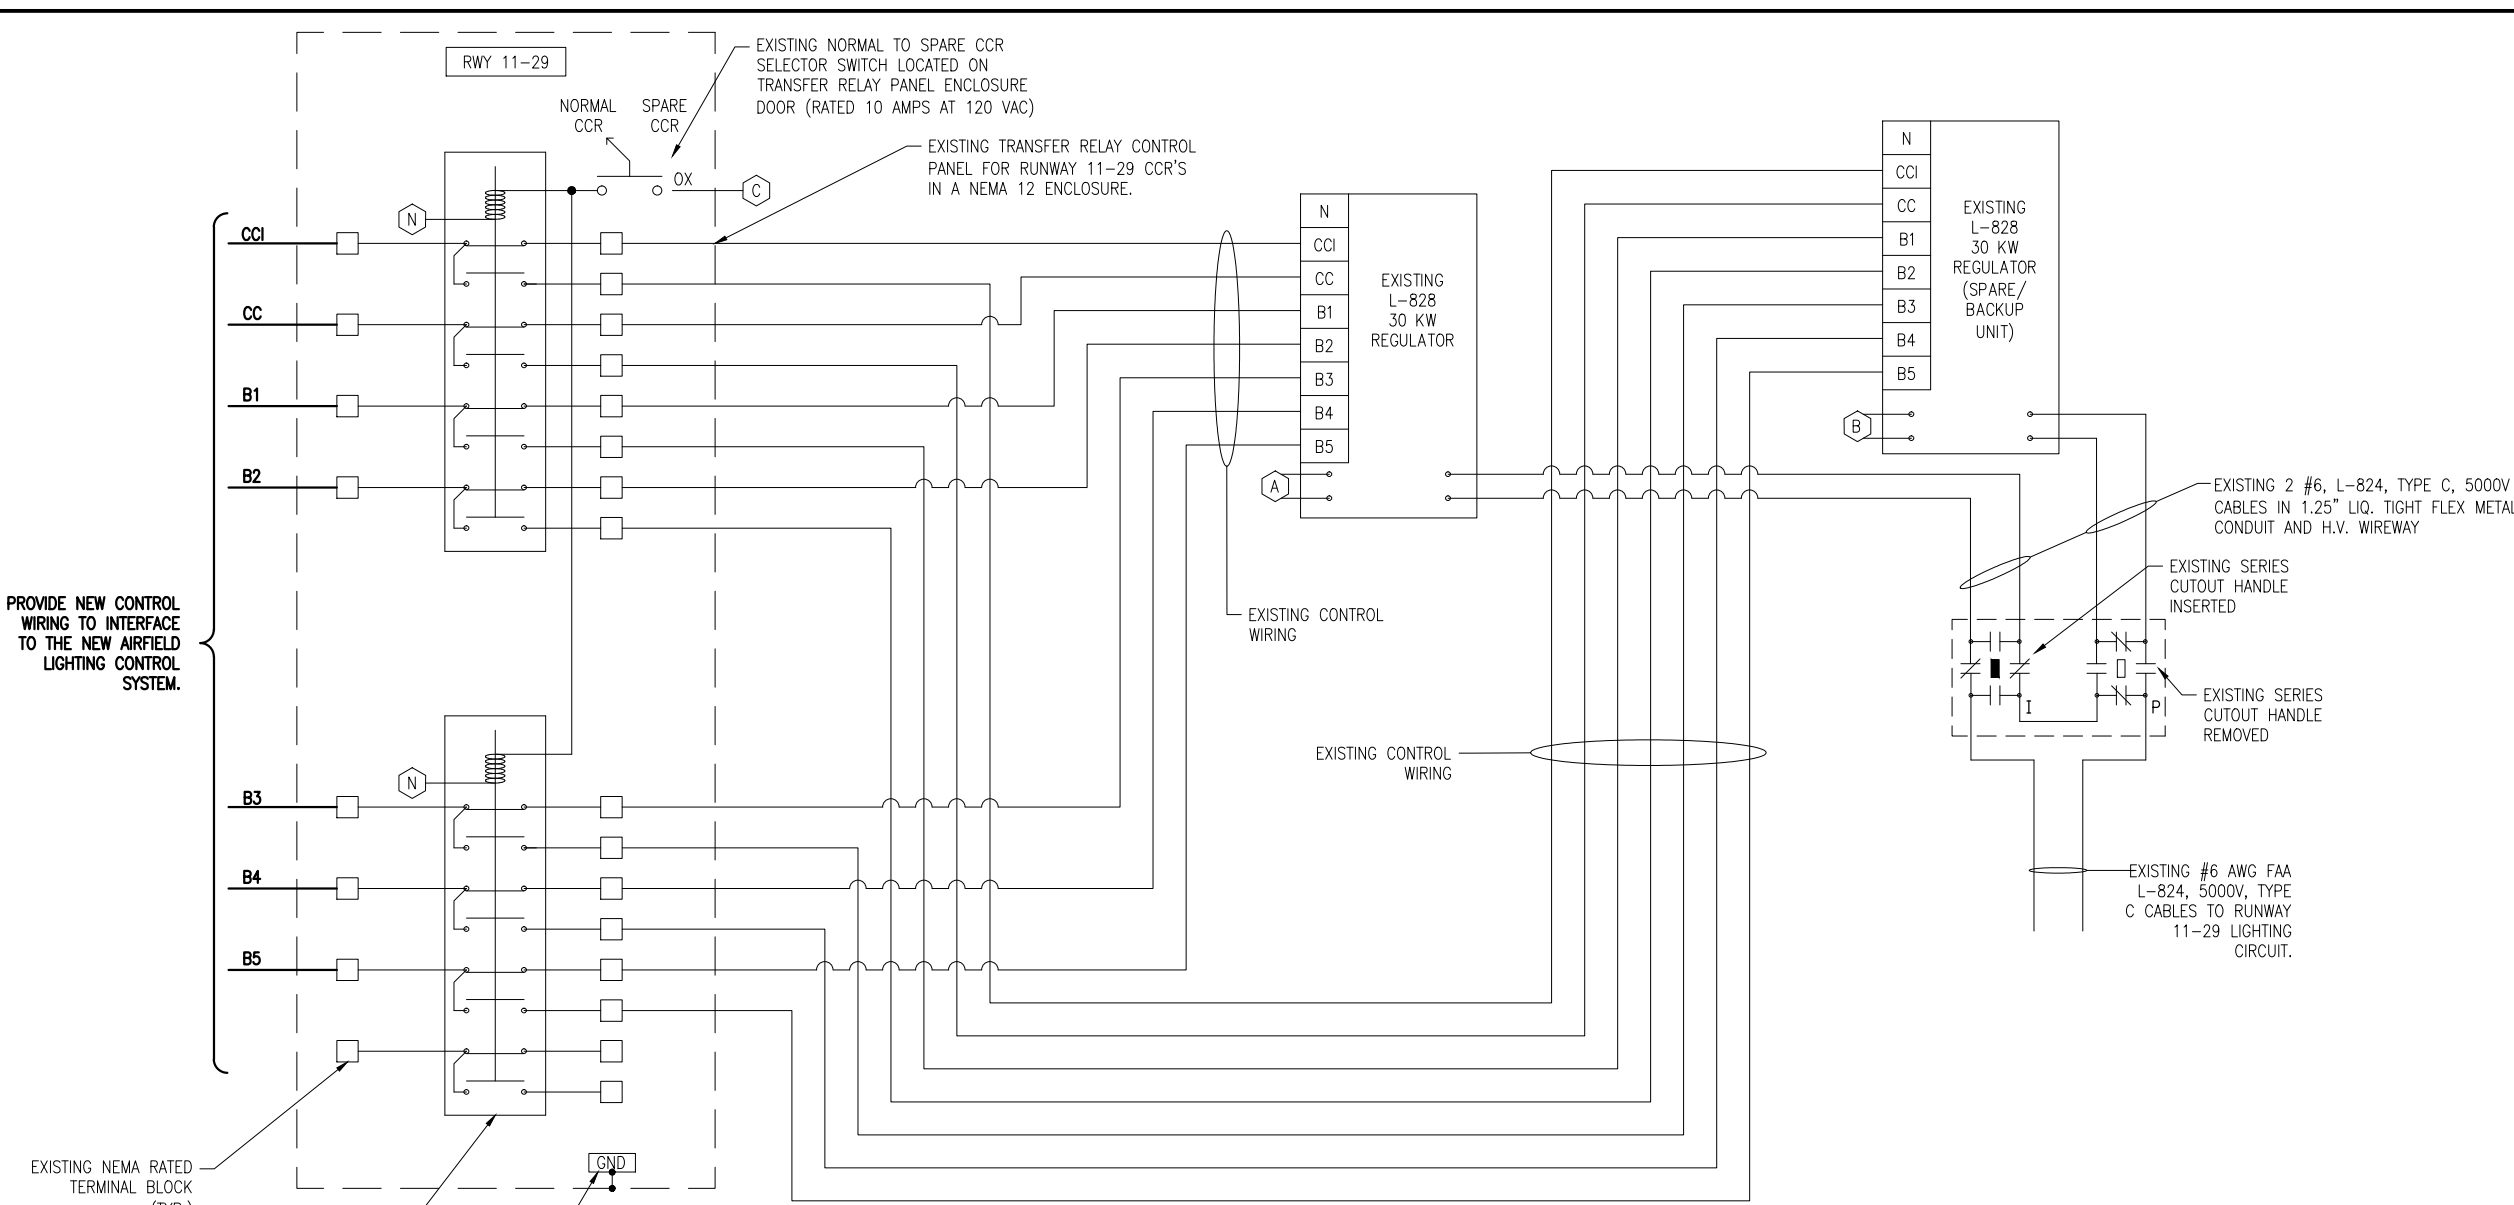 RWY 11-29
EXISTING NORMAL TO SPARE CCR
SELECTOR SWITCH LOCATED ON
TRANSFER RELAY PANEL ENCLOSURE
DOOR (RATED 10 AMPS AT 120 VAC)
NORMAL
CCR
SPARE
CCR
OX
C
EXISTING TRANSFER RELAY CONTROL
PANEL FOR RUNWAY 11-29 CCR'S
IN A NEMA 12 ENCLOSURE.
N
CCI
CC
B1
B2
PROVIDE NEW CONTROL
WIRING TO INTERFACE
TO THE NEW AIRFIELD
LIGHTING CONTROL
SYSTEM.
N
B3
B4
B5
EXISTING NEMA RATED
TERMINAL BLOCK
(TYP.)
GND
N
CCI
CC
B1
B2
B3
B4
B5
EXISTING
L-828
30 KW
REGULATOR
A
EXISTING CONTROL
WIRING
EXISTING CONTROL
WIRING
N
CCI
CC
B1
B2
B3
B4
B5
EXISTING
L-828
30 KW
REGULATOR
(SPARE/
BACKUP
UNIT)
B
EXISTING 2 #6, L-824, TYPE C, 5000V
CABLES IN 1.25" LIQ. TIGHT FLEX METAL
CONDUIT AND H.V. WIREWAY
EXISTING SERIES
CUTOUT HANDLE
INSERTED
I
P
EXISTING SERIES
CUTOUT HANDLE
REMOVED
EXISTING #6 AWG FAA
L-824, 5000V, TYPE
C CABLES TO RUNWAY
11-29 LIGHTING
CIRCUIT.